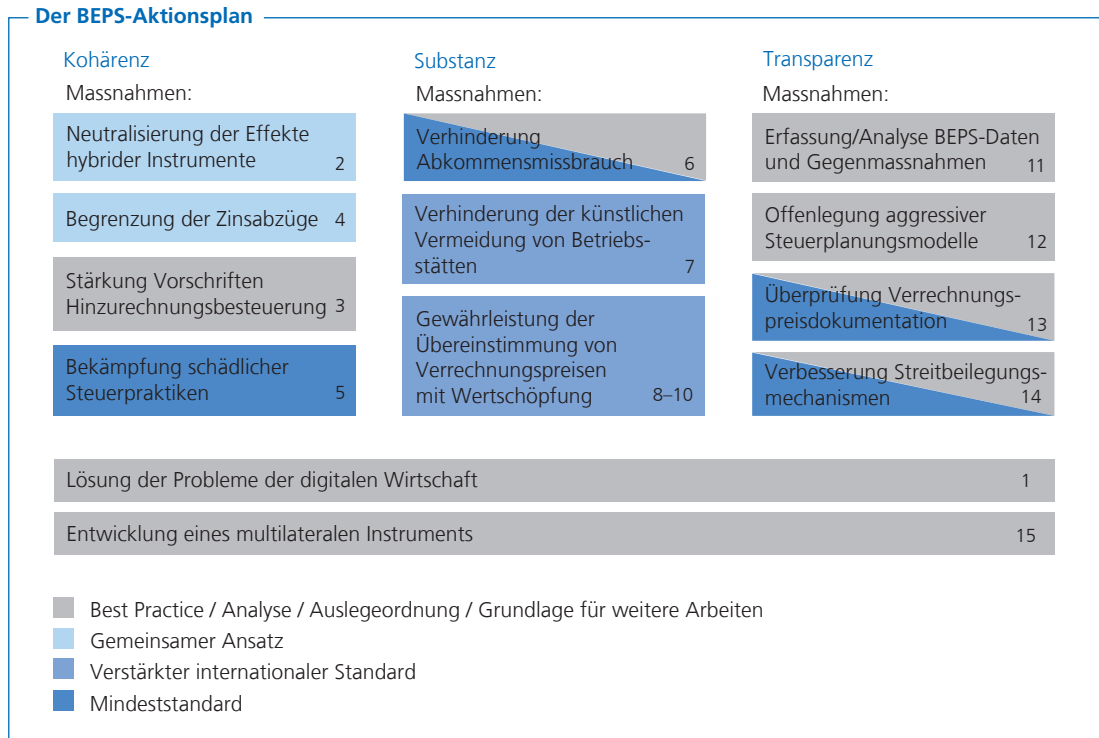 Der BEPS-Aktionsplan
Kohärenz
Massnahmen:
Neutralisierung der Effekte
hybrider Instrumente 2
Begrenzung der Zinsabzüge 4
Stärkung Vorschriften
Hinzurechnungsbesteuerung 3
Bekämpfung schädlicher
Steuerpraktiken 5
Substanz
Massnahmen:
Verhinderung
Abkommensmissbrauch 6
Verhinderung der künstlichen
Vermeidung von Betriebs-
stätten 7
Gewährleistung der
Übereinstimmung von
Verrechnungspreisen
mit Wertschöpfung 8–10
Transparenz
Massnahmen:
Erfassung/Analyse BEPS-Daten
und Gegenmassnahmen 11
Offenlegung aggressiver
Steuerplanungsmodelle 12
Überprüfung Verrechnungs-
preisdokumentation 13
Verbesserung Streitbeilegungs-
mechanismen 14
Lösung der Probleme der digitalen Wirtschaft 1
Entwicklung eines multilateralen Instruments 15
Best Practice / Analyse / Auslegeordnung / Grundlage für weitere Arbeiten
Gemeinsamer Ansatz
Verstärkter internationaler Standard
Mindeststandard